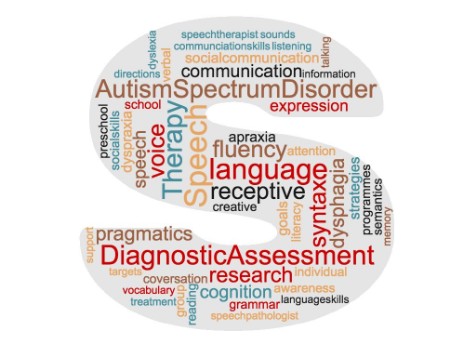 speechtherapist sounds
communciationskills listening
dyslexia
verbal
socialcommunication
talking
directions
communication
information
AutismSpectrumDisorder
preschool
socialskills
dyspraxia
school
speech
voice
Therapy
Speech
expression
apraxia
fluency
attention
language
receptive
creative
goals
literacy
syntaxe
dysphagia
strategies
programmes
semantics
memory
support
pragmatics
DiagnosticAssessment
targets
coversation
research
individual
vocabulary
treatment
group
reading
cognition
awareness
grammar
languageskills
speechpathologist